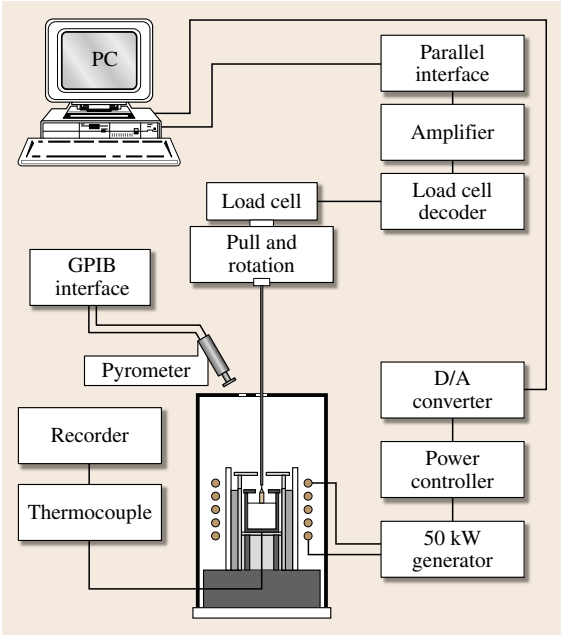 PC
Parallel
interface
Amplifier
Load cell
Load cell
decoder
Pull and
rotation
GPIB
interface
Pyrometer
D/A
converter
Recorder
Power
controller
Thermocouple
50 kW
generator